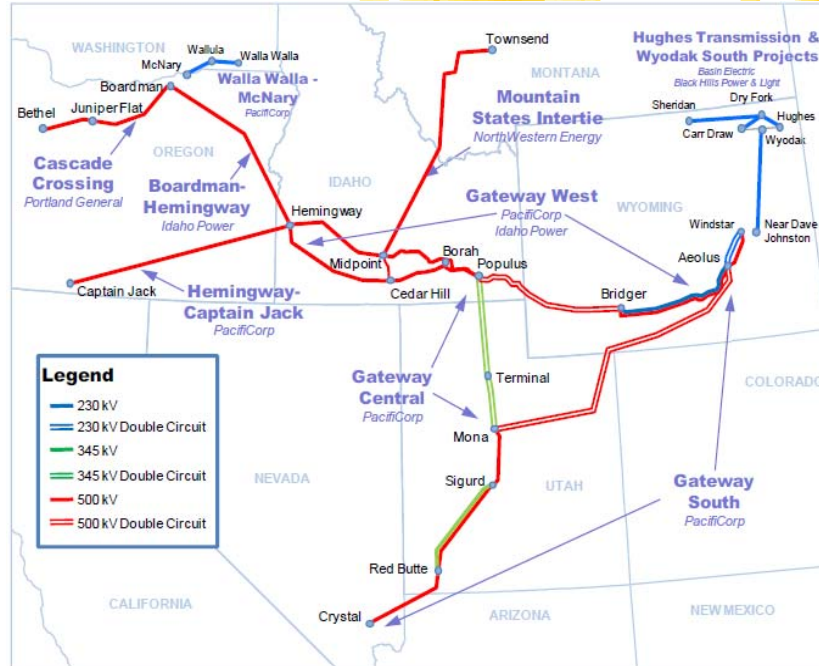 WASHINGTON
Wallula
Walla Walla
McNary
Walla Walla -
McNary
PacifiCorp
Boardman
Juniper Flat
Bethel
Cascade
Crossing
Portland General
OREGON
Boardman-
Hemingway
Idaho Power
Townsend
MONTANA
Mountain
States Intertie
NorthWestern Energy
Hughes Transmission &
Wyodak South Projects
Basin Electric
Black Hills Power & Light
Dry Fork
Sheridan
Hughes
Carr Draw
Wyodak
IDAHO
Hemingway
Gateway West
PacifiCorp
Idaho Power
WYOMING
Windstar
Near Dave
Johnston
Aeolus
Midpoint
Borah
Populus
Cedar Hill
Bridger
Captain Jack
Hemingway-
Captain Jack
PacifiCorp
Gateway
Central
PacifiCorp
Terminal
Mona
COLORADO
Legend
230 kV
230 kV Double Circuit
345 kV
345 kV Double Circuit
500 kV
500 kV Double Circuit
NEVADA
Sigurd
UTAH
Gateway
South
PacifiCorp
Red Butte
Crystal
CALIFORNIA
ARIZONA
NEW MEXICO